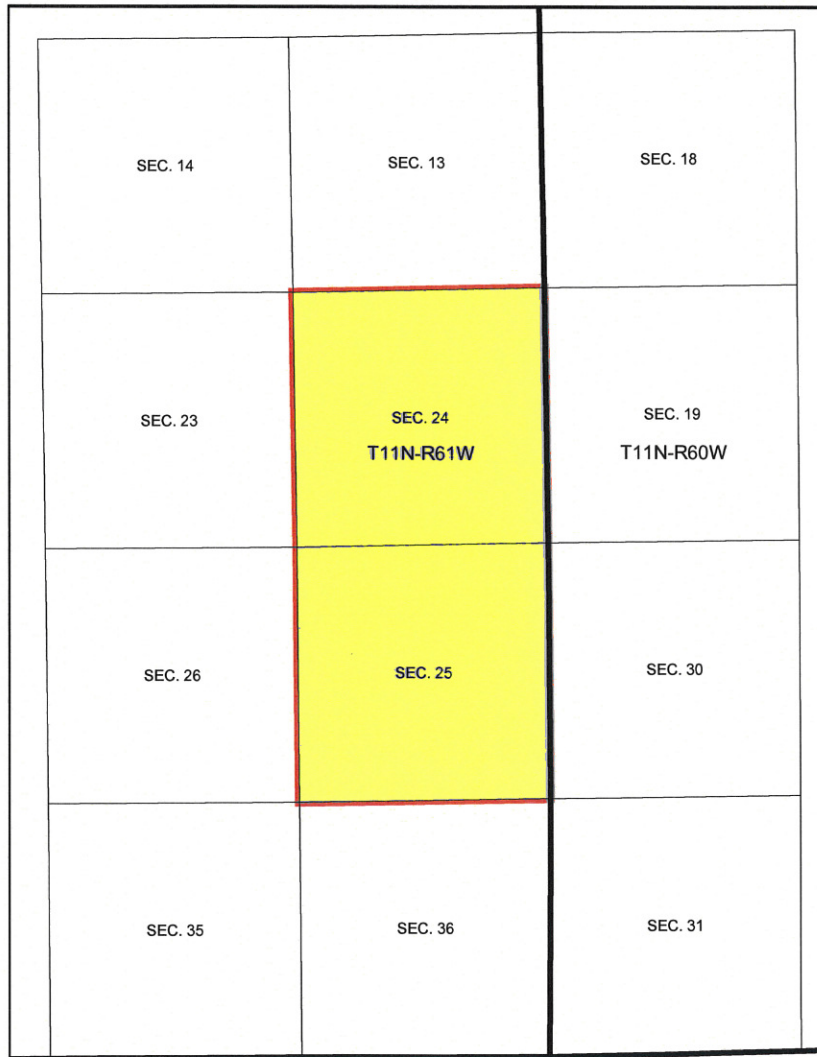 SEC. 14
SEC. 13
SEC. 18
SEC. 23
SEC. 24
T11N-R61W
SEC. 19
T11N-R60W
SEC. 26
SEC. 25
SEC. 30
SEC. 35
SEC. 36
SEC. 31